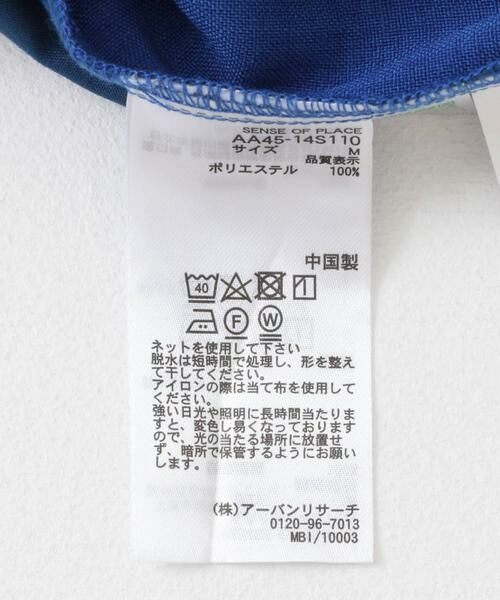 SENSE OF PLACE
AA45-14S110
サイズ M
品質表示
ポリエステル 100%
中国製
40
F W
ネットを使用して下さい
脱水は短時間で処理し、形を整え
て干してください。
アイロンの際は当て布を使用して
ください。
強い日光や照明に長時間当たりま
すと、変色し易くなっております
ので、光の当たる場所に放置せ
ず、暗所で保管するようにお願い
します。
(株)アーバンリサーチ
0120-96-7013
MBI/10003